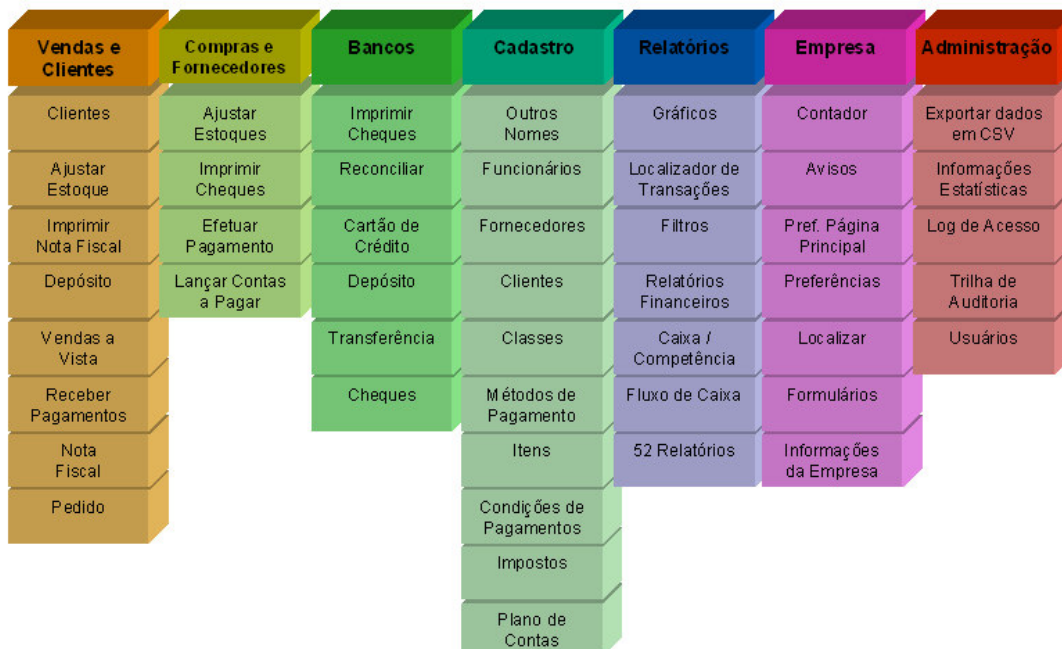 Vendas e
Clientes
Clientes
Ajustar
Estoque
Imprimir
Nota Fiscal
Depósito
Vendas a
Vista
Receber
Pagamentos
Nota
Fiscal
Pedido
Compras e
Fornecedores
Ajustar
Estoques
Imprimir
Cheques
Efetuar
Pagamento
Lançar Contas
a Pagar
Bancos
Imprimir
Cheques
Reconciliar
Cartão de
Crédito
Depósito
Transferência
Cheques
Cadastro
Outros
Nomes
Funcionários
Fornecedores
Clientes
Classes
Métodos de
Pagamento
Itens
Condições de
Pagamentos
Impostos
Plano de
Contas
Relatórios
Gráficos
Localizador de
Transações
Filtros
Relatórios
Financeiros
Caixa /
Competência
Fluxo de Caixa
52 Relatórios
Empresa
Contador
Avisos
Pref. Página
Principal
Preferências
Localizar
Formulários
Informações
da Empresa
Administração
Exportar dados
em CSV
Informações
Estatísticas
Log de Acesso
Trilha de
Auditoria
Usuários